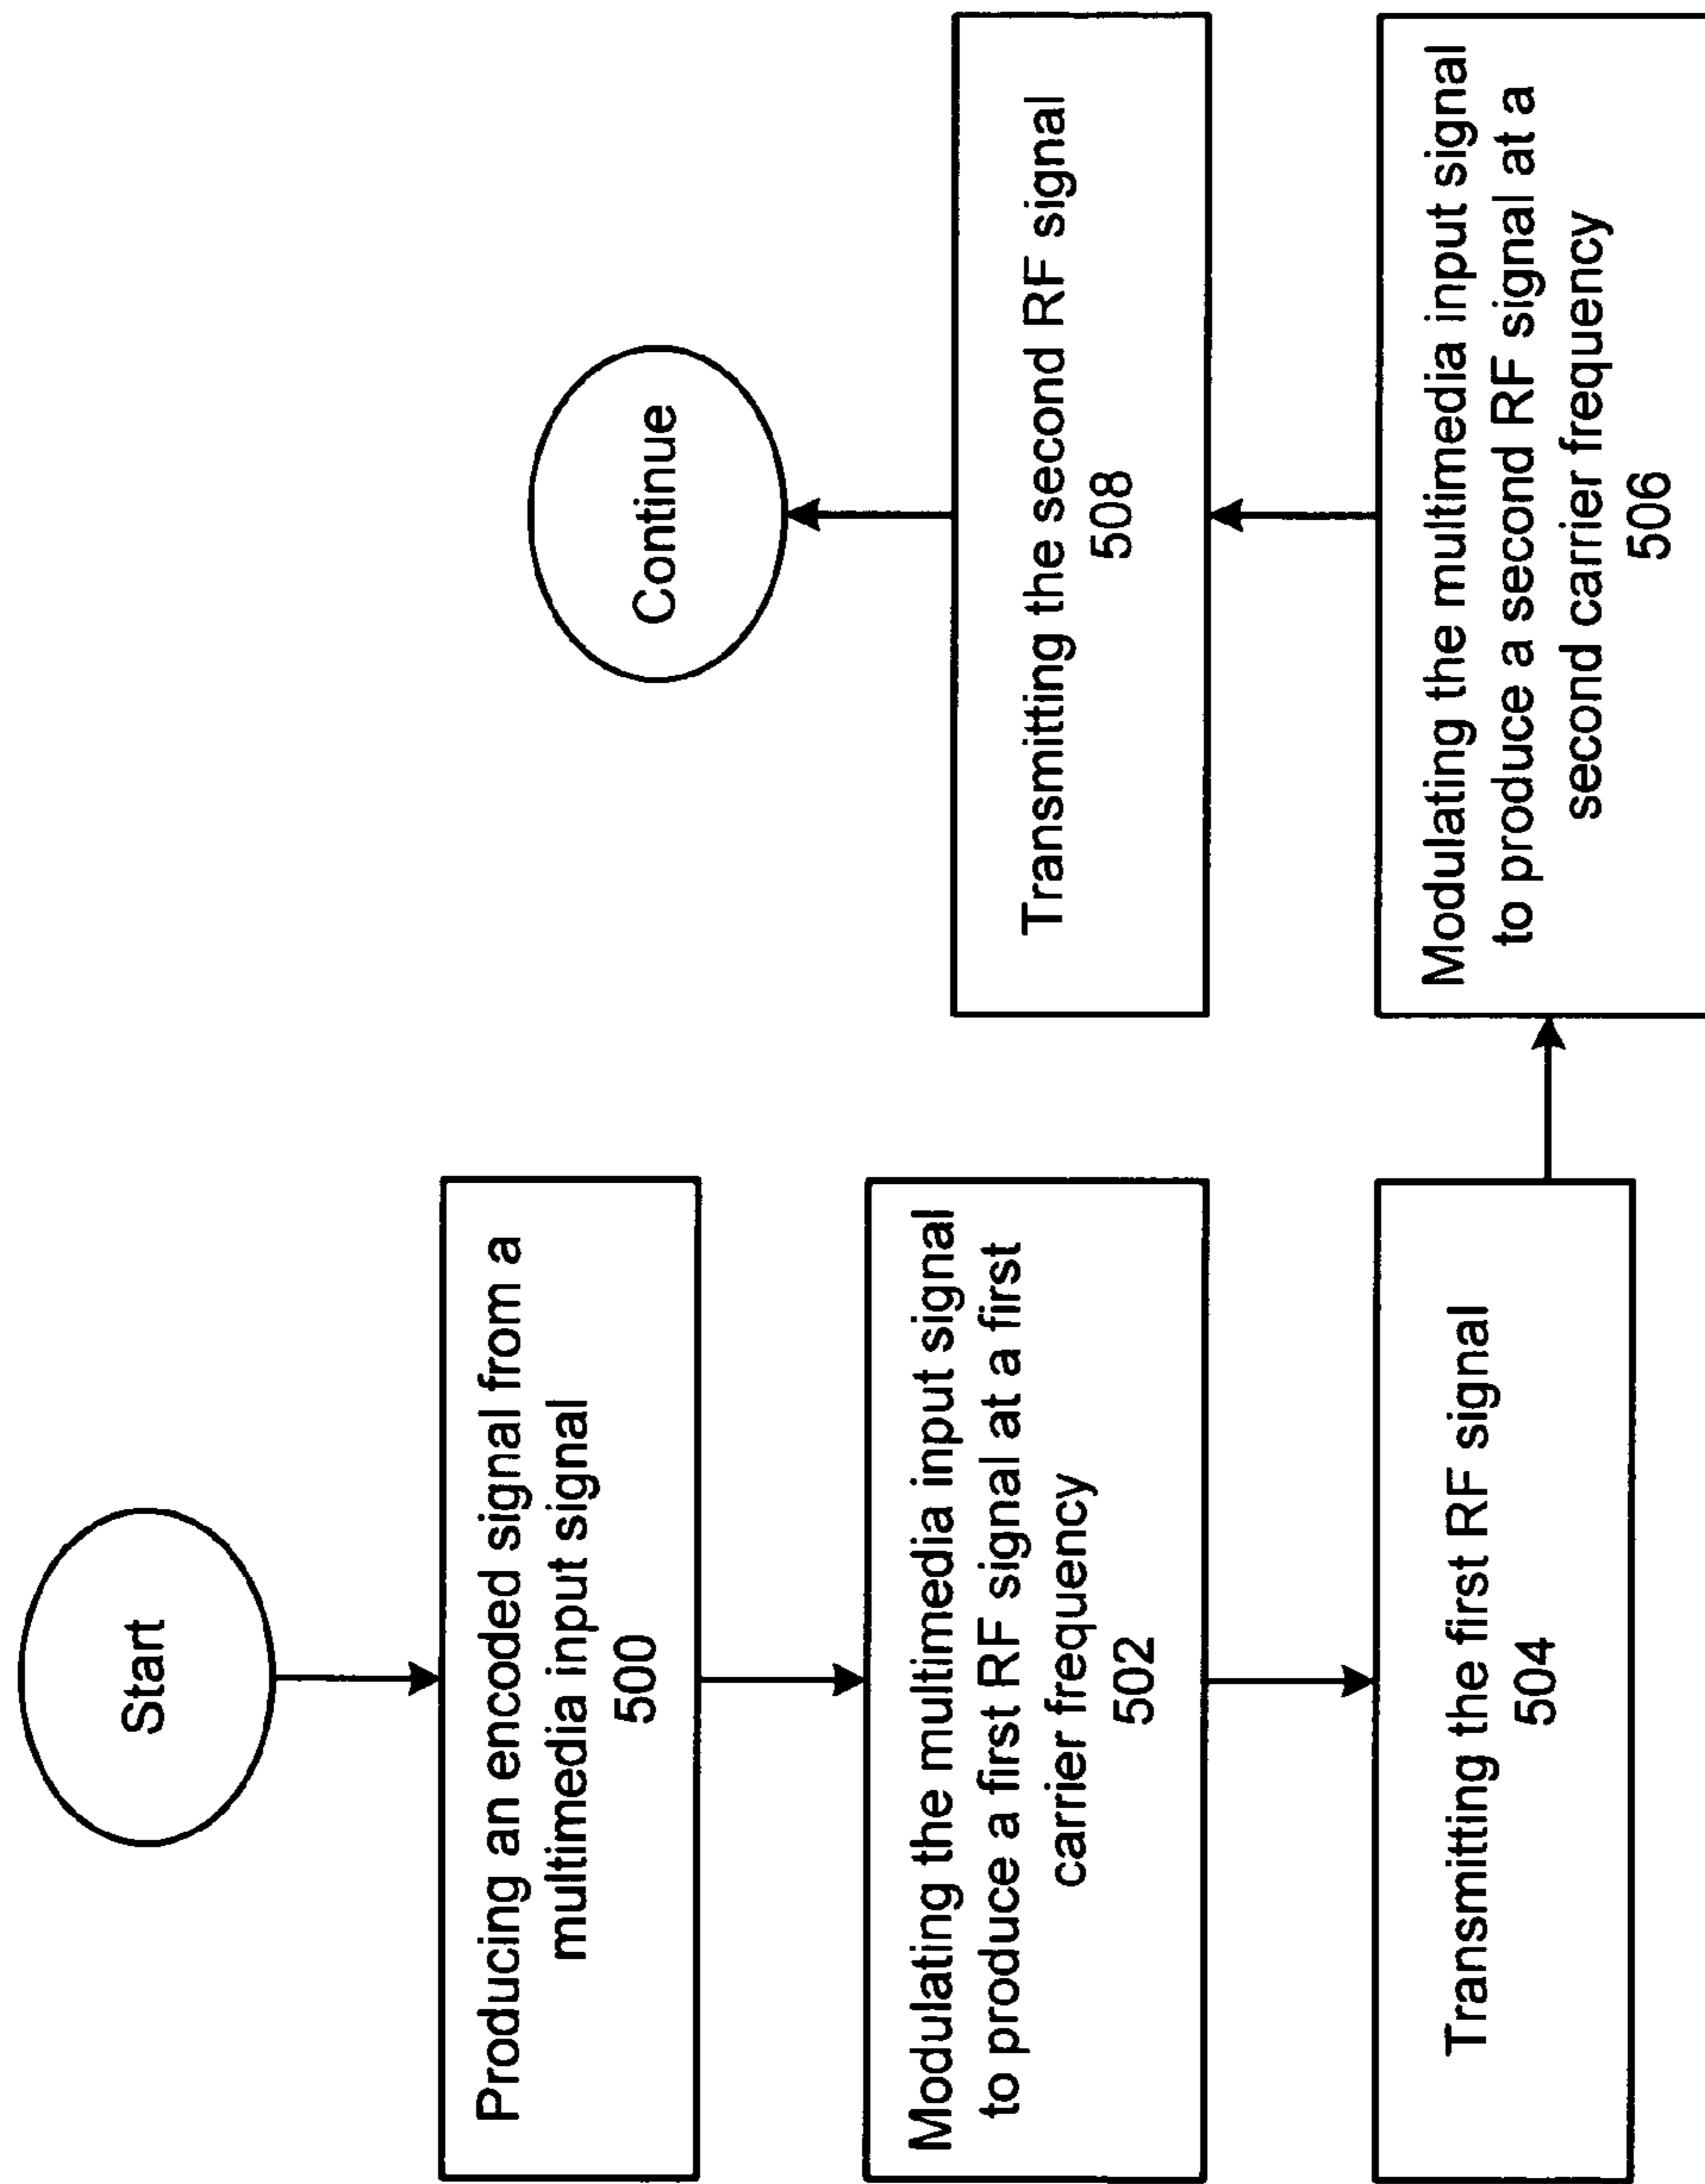 Start
Producing an encoded signal from a
multimedia input signal
500
Modulating the multimedia input signal
to produce a first RF signal at a first
carrier frequency
502
Transmitting the first RF signal
504
Modulating the multimedia input signal
to produce a second RF signal at a
second carrier frequency
506
Transmitting the second RF signal
508
Continue